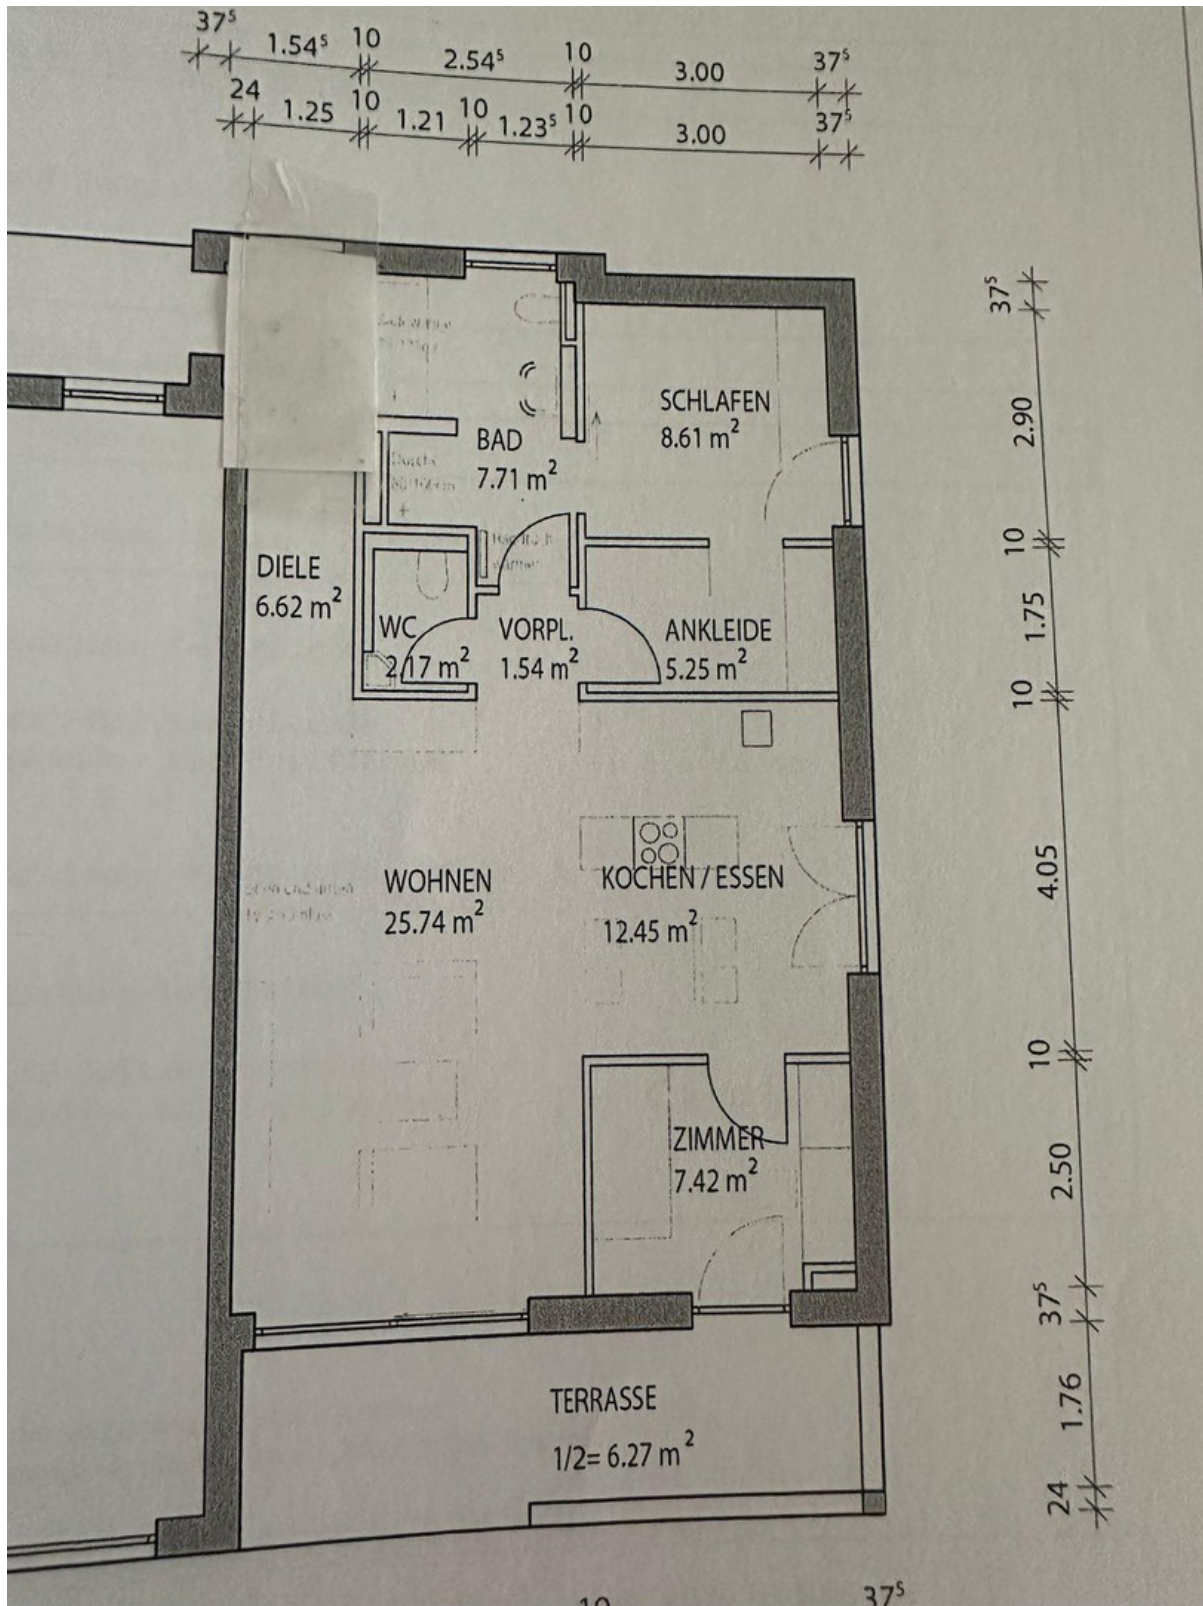 37⁵ 1.54⁵ 10 2.54⁵ 10 3.00 37⁵
24 1.25 10 1.21 10 1.23⁵ 10 3.00 37⁵
37⁵
SCHLAFEN
8.61 m²
2.90
BAD
7.71 m²
10
DIELE
6.62 m²
WC
2.17 m²
VORPL.
1.54 m²
ANKLEIDE
5.25 m²
1.75
10
WOHNEN
25.74 m²
KOCHEN / ESSEN
12.45 m²
4.05
10
ZIMMER
7.42 m²
2.50
37⁵
TERRASSE
1/2= 6.27 m²
1.76
24
10 37⁵